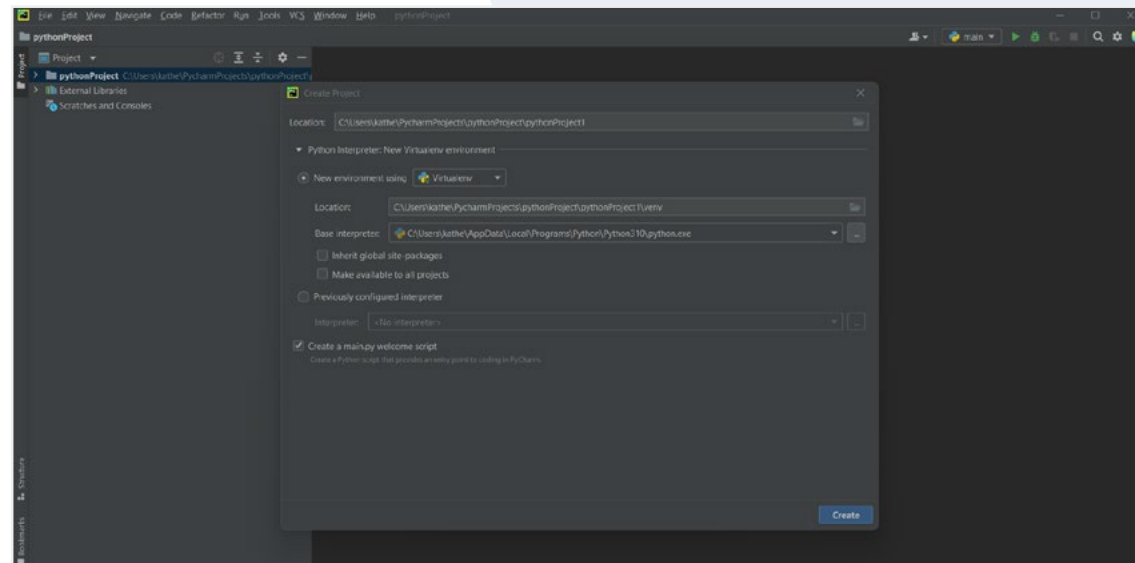 File Edit View Navigate Code Refactor Run Tools VCS Window Help pythonProject
pythonProject
main
Project
Project
pythonProject C:\Users\kathe\PycharmProjects\pythonProject\
External Libraries
Scratches and Consoles
Create Project
Location: C:\Users\kathe\PycharmProjects\pythonProject\pythonProject1
Python Interpreter: New Virtualenv environment
New environment using Virtualenv
Location: C:\Users\kathe\PycharmProjects\pythonProject\pythonProject1\venv
Base interpreter: C:\Users\kathe\AppData\Local\Programs\Python\Python310\python.exe
Inherit global site-packages
Make available to all projects
Previously configured interpreter
Interpreter: <No interpreter>
Create a main.py welcome script
Create a Python script that provides an entry point to coding in PyCharm.
Create
Structure
Bookmarks